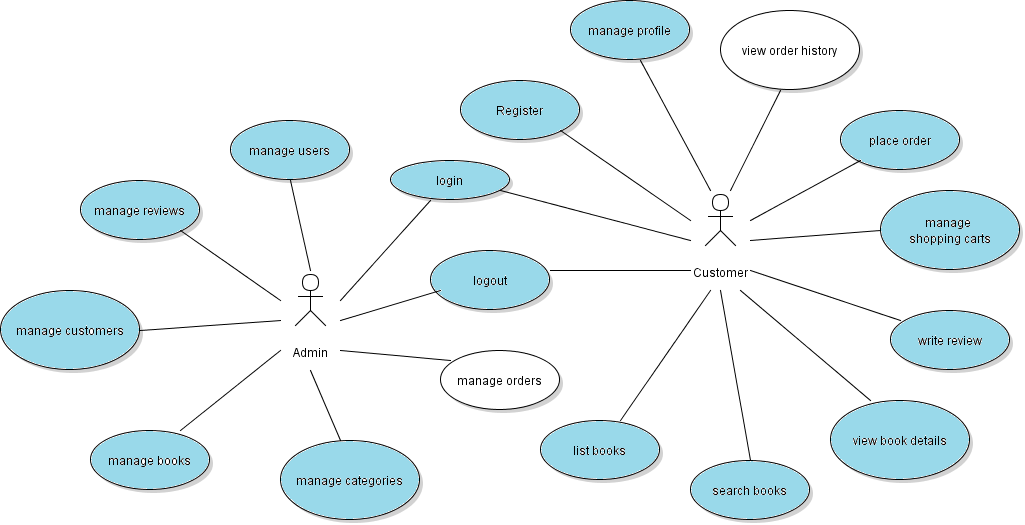 manage profile
view order history
Register
place order
manage users
login
manage reviews
manage
shopping carts
Customer
logout
manage customers
write review
Admin
manage orders
view book details
list books
manage books
manage categories
search books